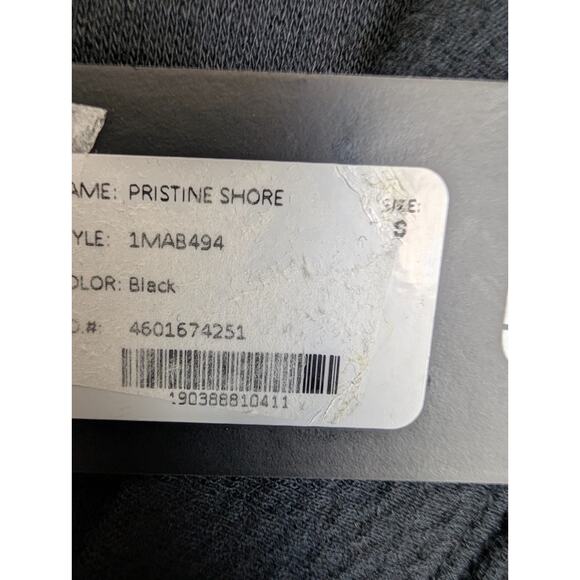 AME: PRISTINE SHORE
SIZE:
S
YLE: 1MAB494
OLOR: Black
O.#: 4601674251
190388810411